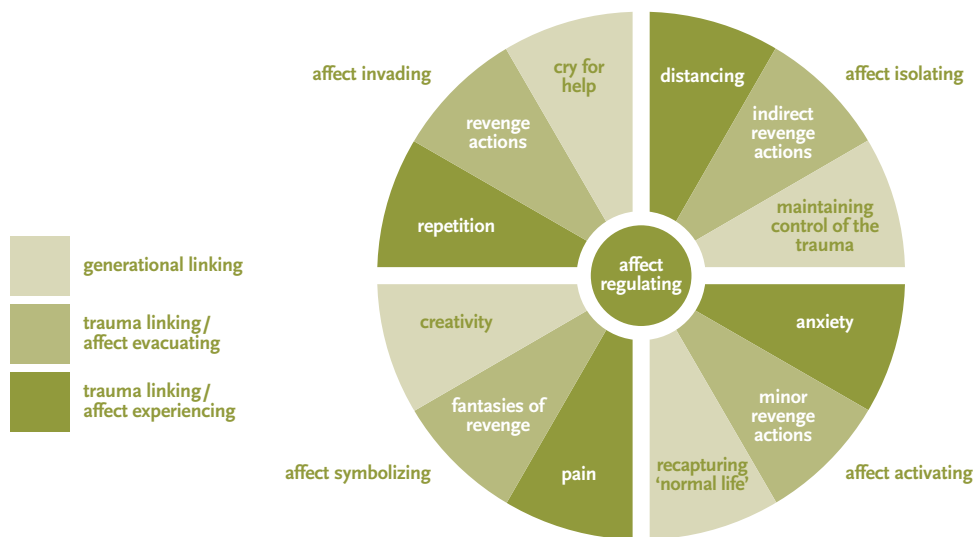 affect invading
cry for
help
distancing
affect isolating
revenge
actions
indirect
revenge
actions
repetition
maintaining
control of the
trauma
affect
regulating
generational linking
trauma linking /
affect evacuating
trauma linking /
affect experiencing
creativity
anxiety
fantasies of
revenge
minor
revenge
actions
affect symbolizing
pain
recapturing
‘normal life’
affect activating